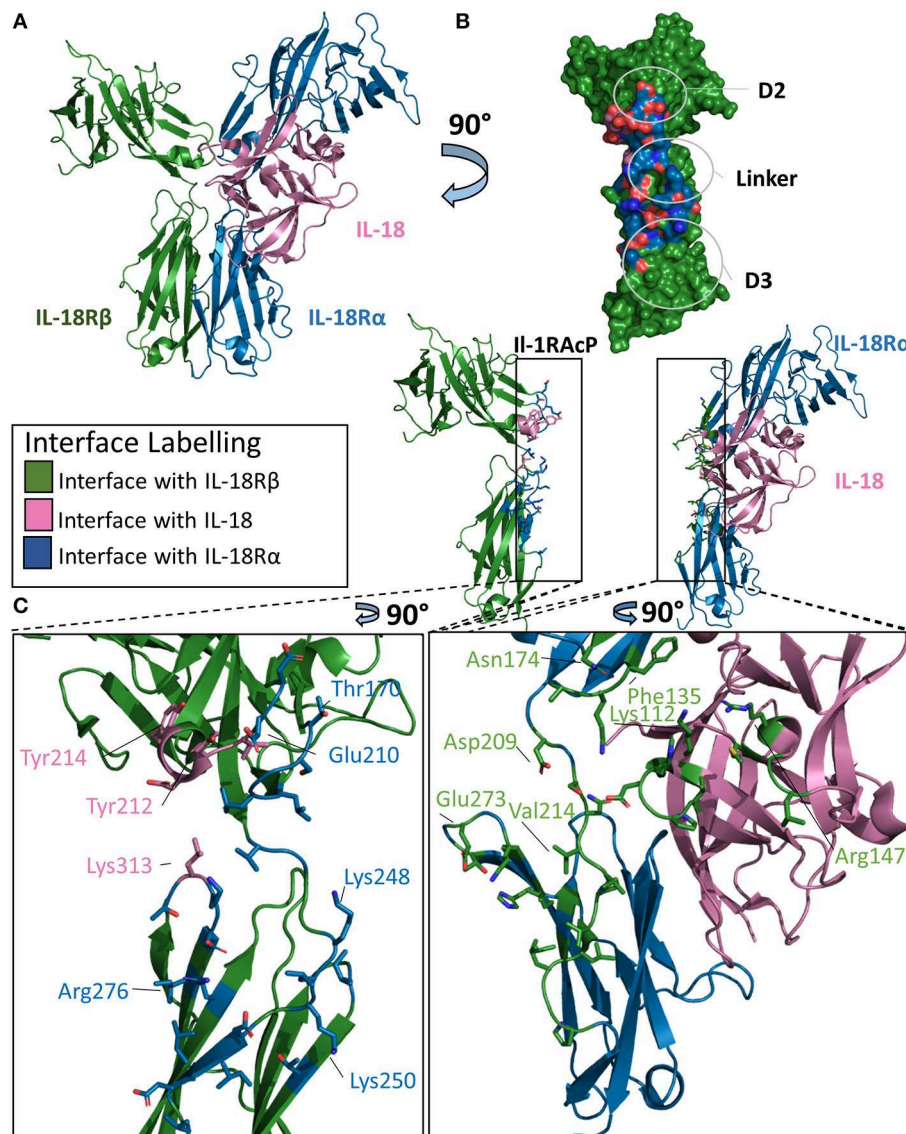 A
B
90°
D2
Linker
D3
IL-18
IL-18Rβ
IL-18Rα
Il-1RAcP
IL-18Rα
IL-18
Interface Labelling
Interface with IL-18Rβ
Interface with IL-18
Interface with IL-18Rα
C
90°
90°
Thr170
Tyr214
Glu210
Tyr212
Lys313
Lys248
Arg276
Lys250
Asn174
Phe135
Lys112
Asp209
Glu273
Val214
Arg147